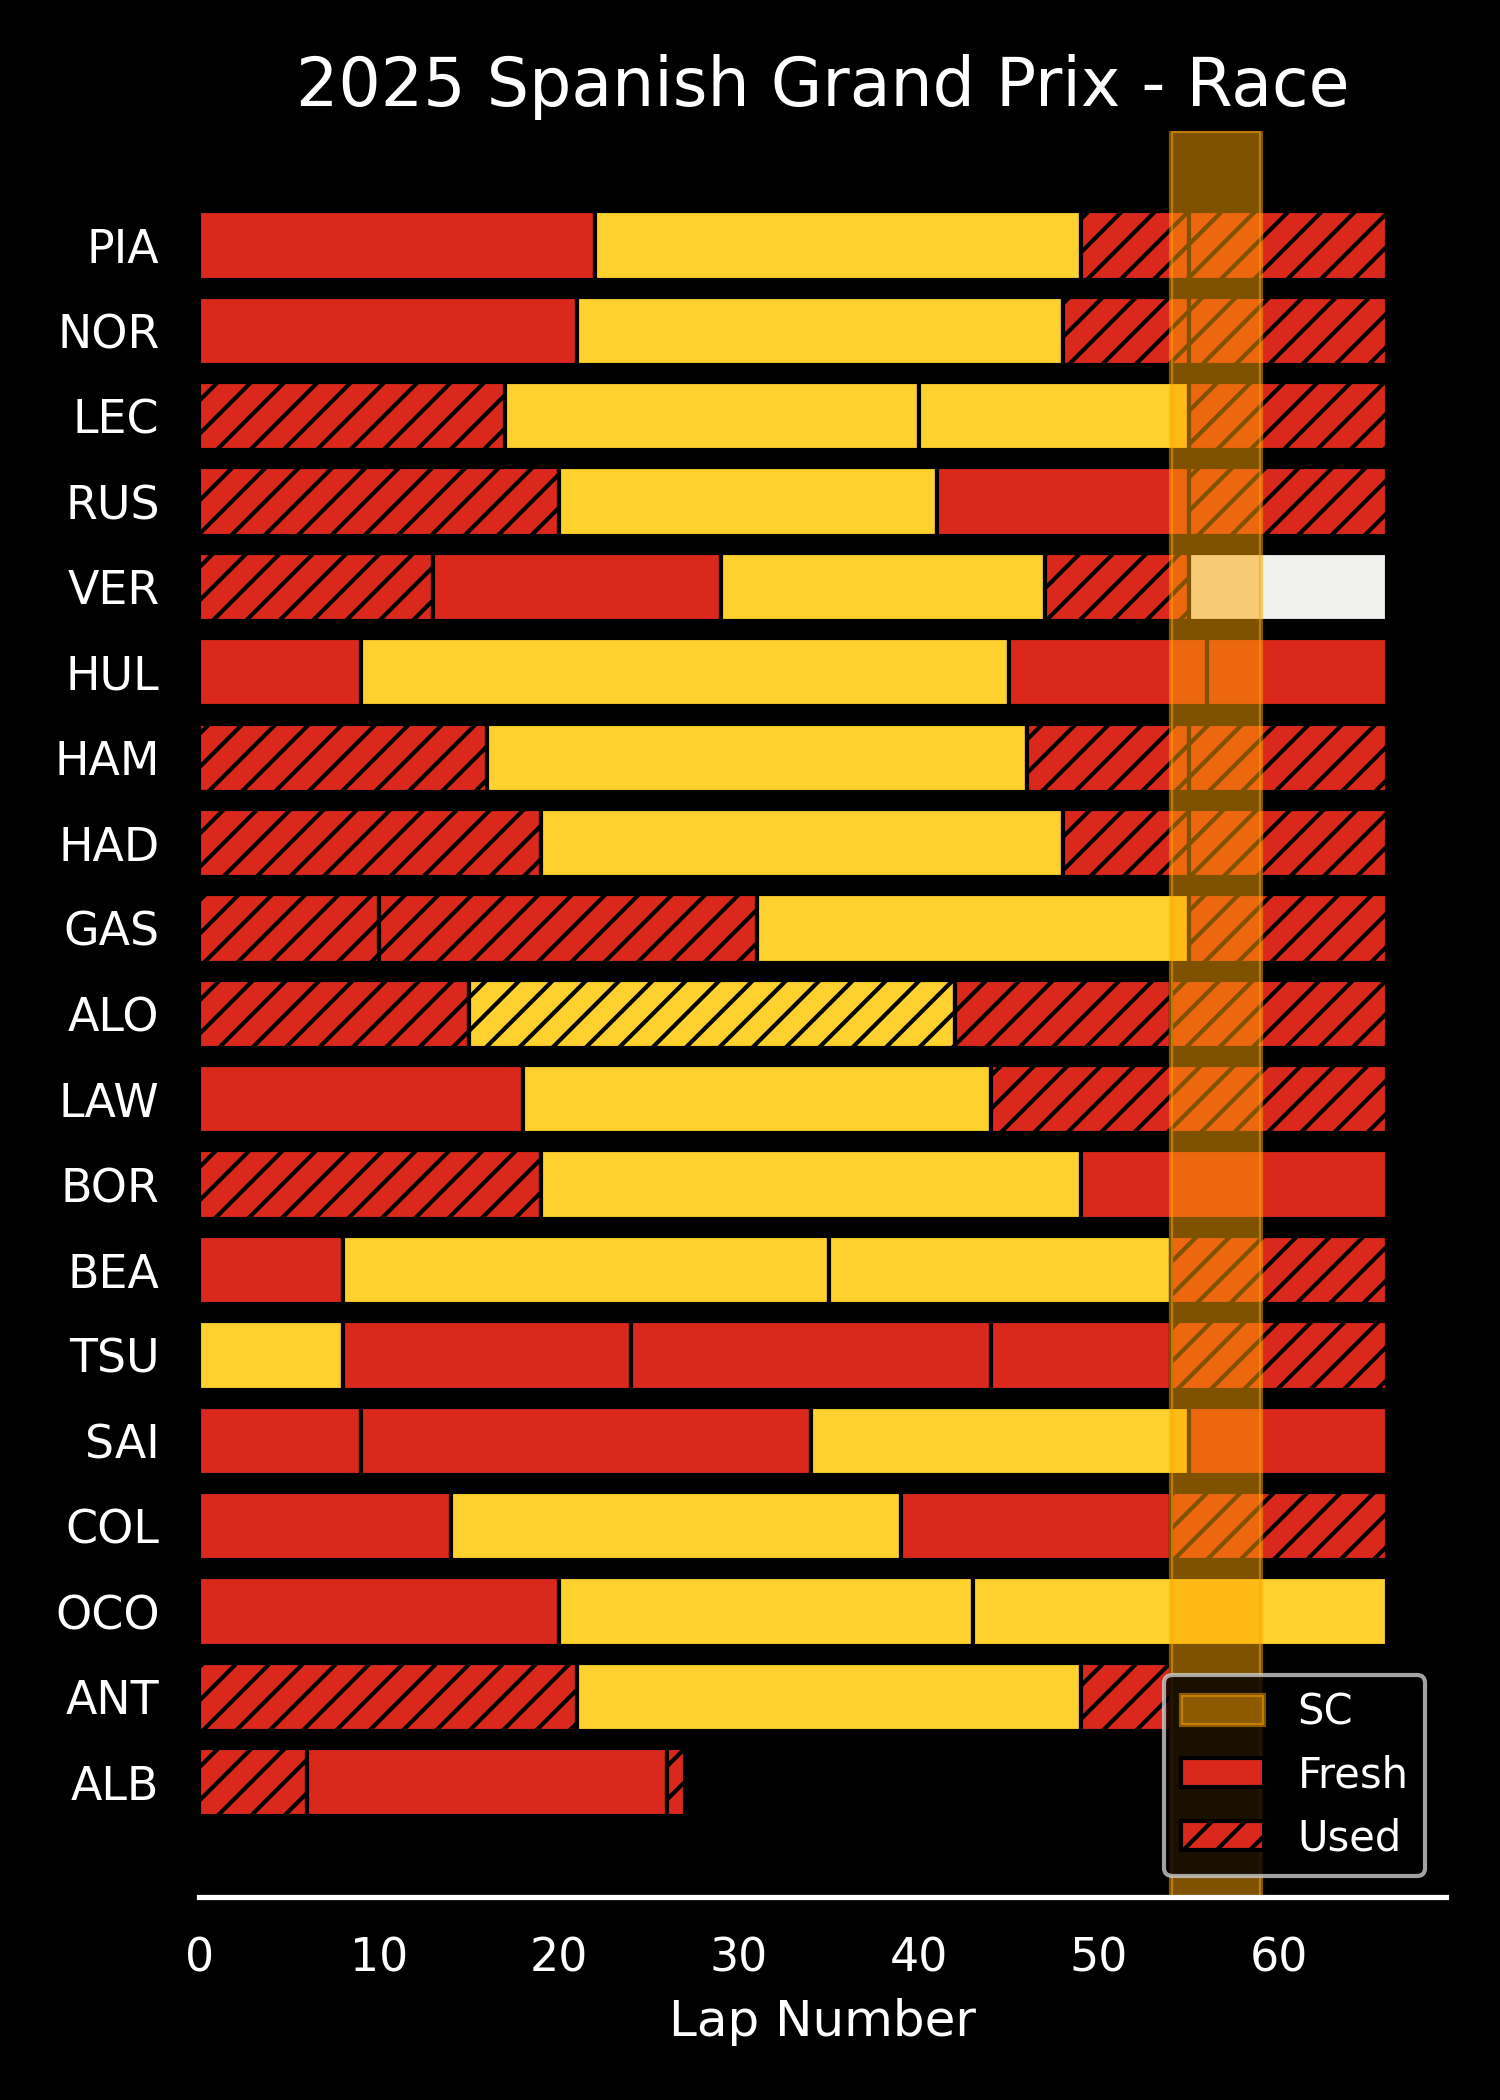 2025 Spanish Grand Prix - Race
PIA
NOR
LEC
RUS
VER
HUL
HAM
HAD
GAS
ALO
LAW
BOR
BEA
TSU
SAI
COL
OCO
ANT
ALB
SC
Fresh
Used
0 10 20 30 40 50 60
Lap Number